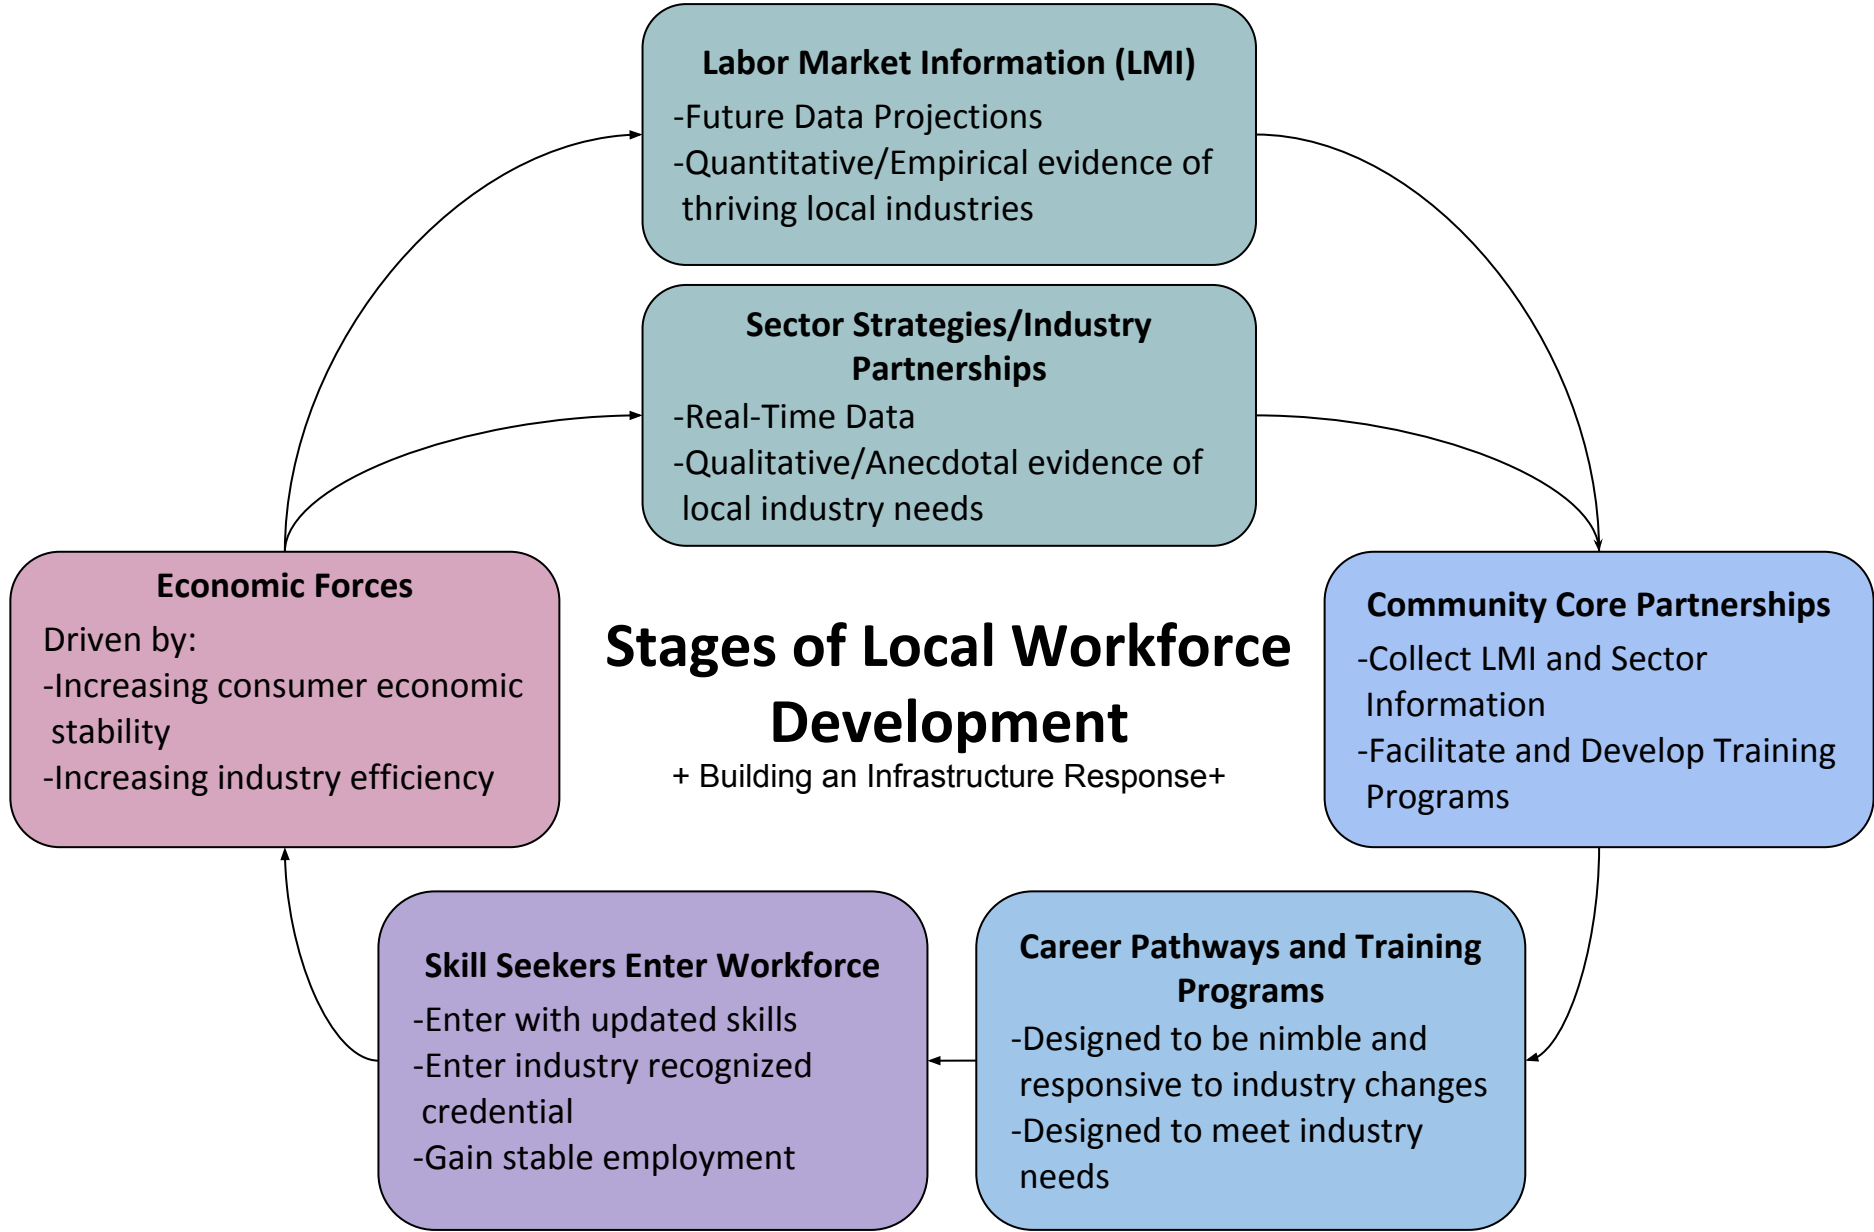 Labor Market Information (LMI)
-Future Data Projections
-Quantitative/Empirical evidence of
thriving local industries
Sector Strategies/Industry
Partnerships
-Real-Time Data
-Qualitative/Anecdotal evidence of
local industry needs
Economic Forces
Driven by:
-Increasing consumer economic
stability
-Increasing industry efficiency
Stages of Local Workforce
Development
+ Building an Infrastructure Response+
Community Core Partnerships
-Collect LMI and Sector
Information
-Facilitate and Develop Training
Programs
Skill Seekers Enter Workforce
-Enter with updated skills
-Enter industry recognized
credential
-Gain stable employment
Career Pathways and Training
Programs
-Designed to be nimble and
responsive to industry changes
-Designed to meet industry
needs